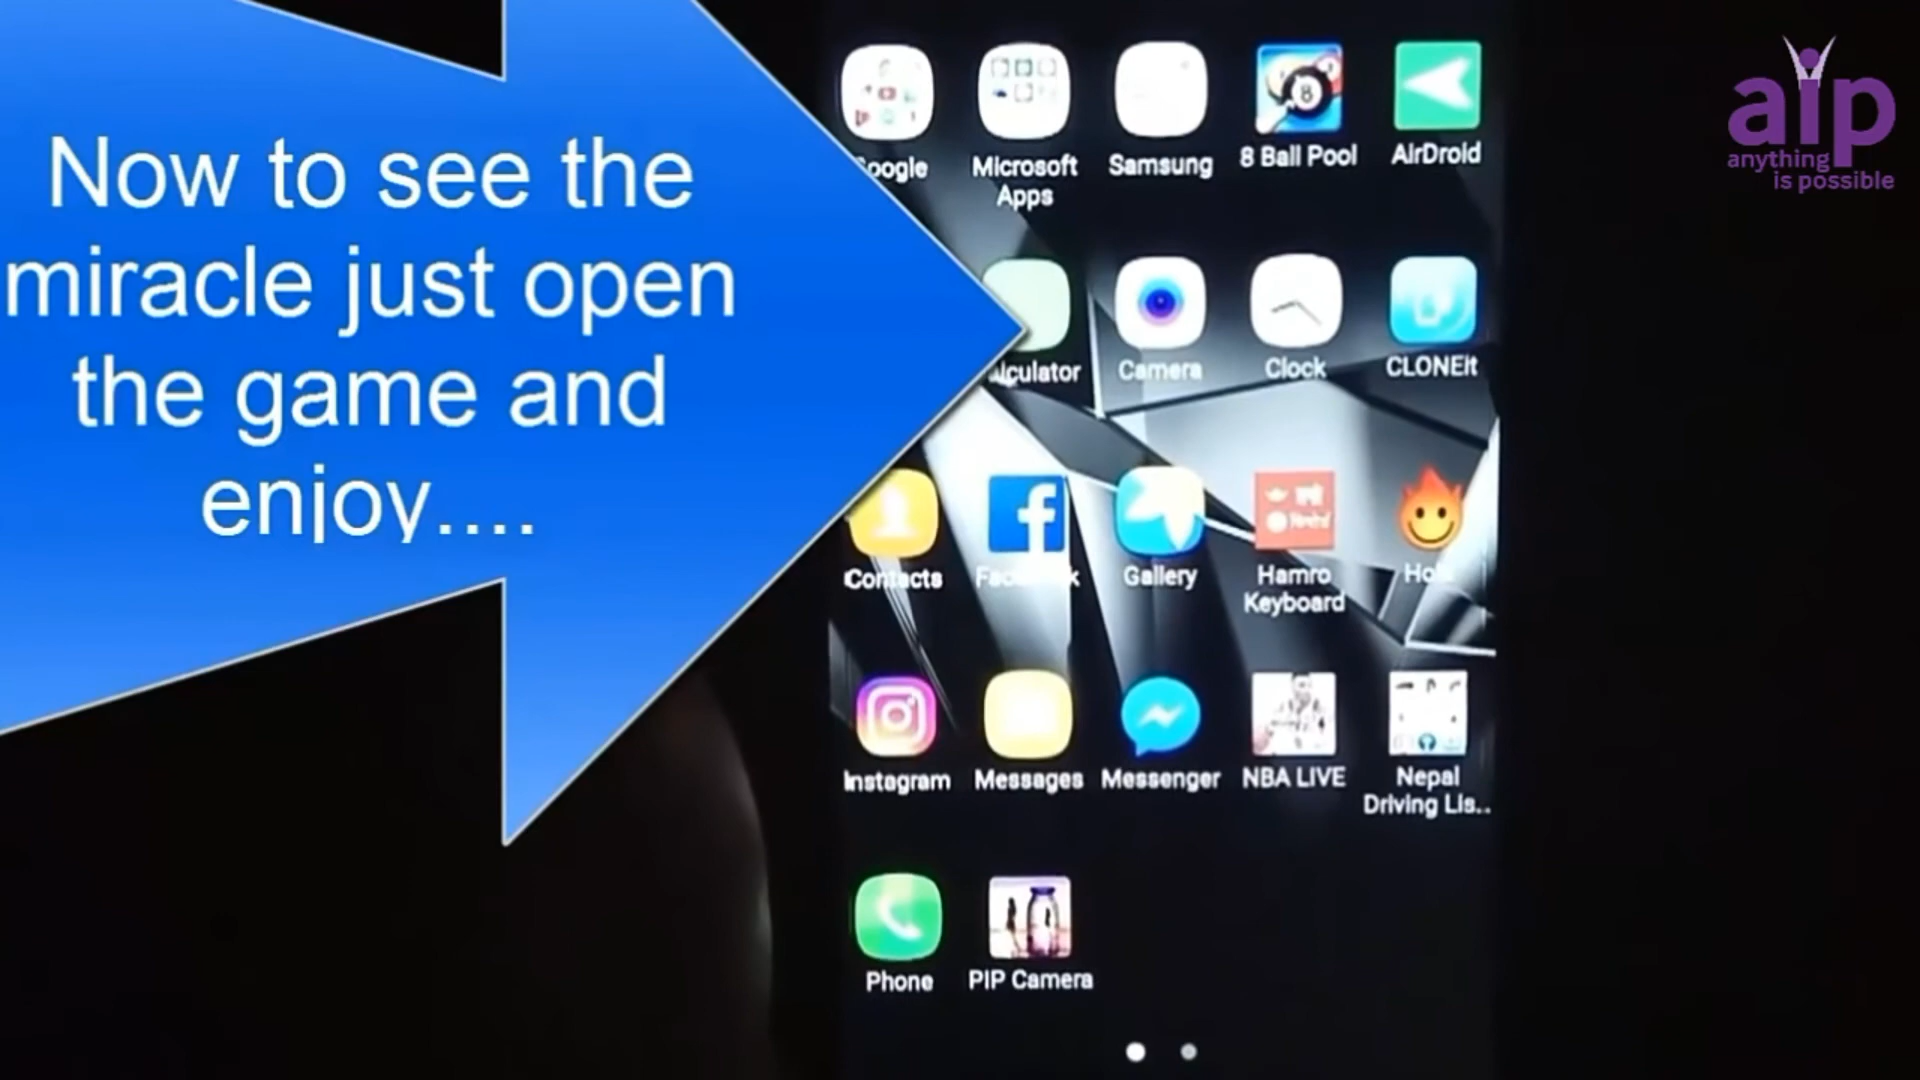 Now to see the
miracle just open
the game and
enjoy....
aip
anything
is possible
oogle
Microsoft
Apps
Samsung
8 Ball Pool
AirDroid
lculator
Camera
Clock
CLONEit
Contacts
Gallery
Hamro
Keyboard
Instagram
Messages
Messenger
NBA LIVE
Nepal
Driving Lis..
Phone
PIP Camera